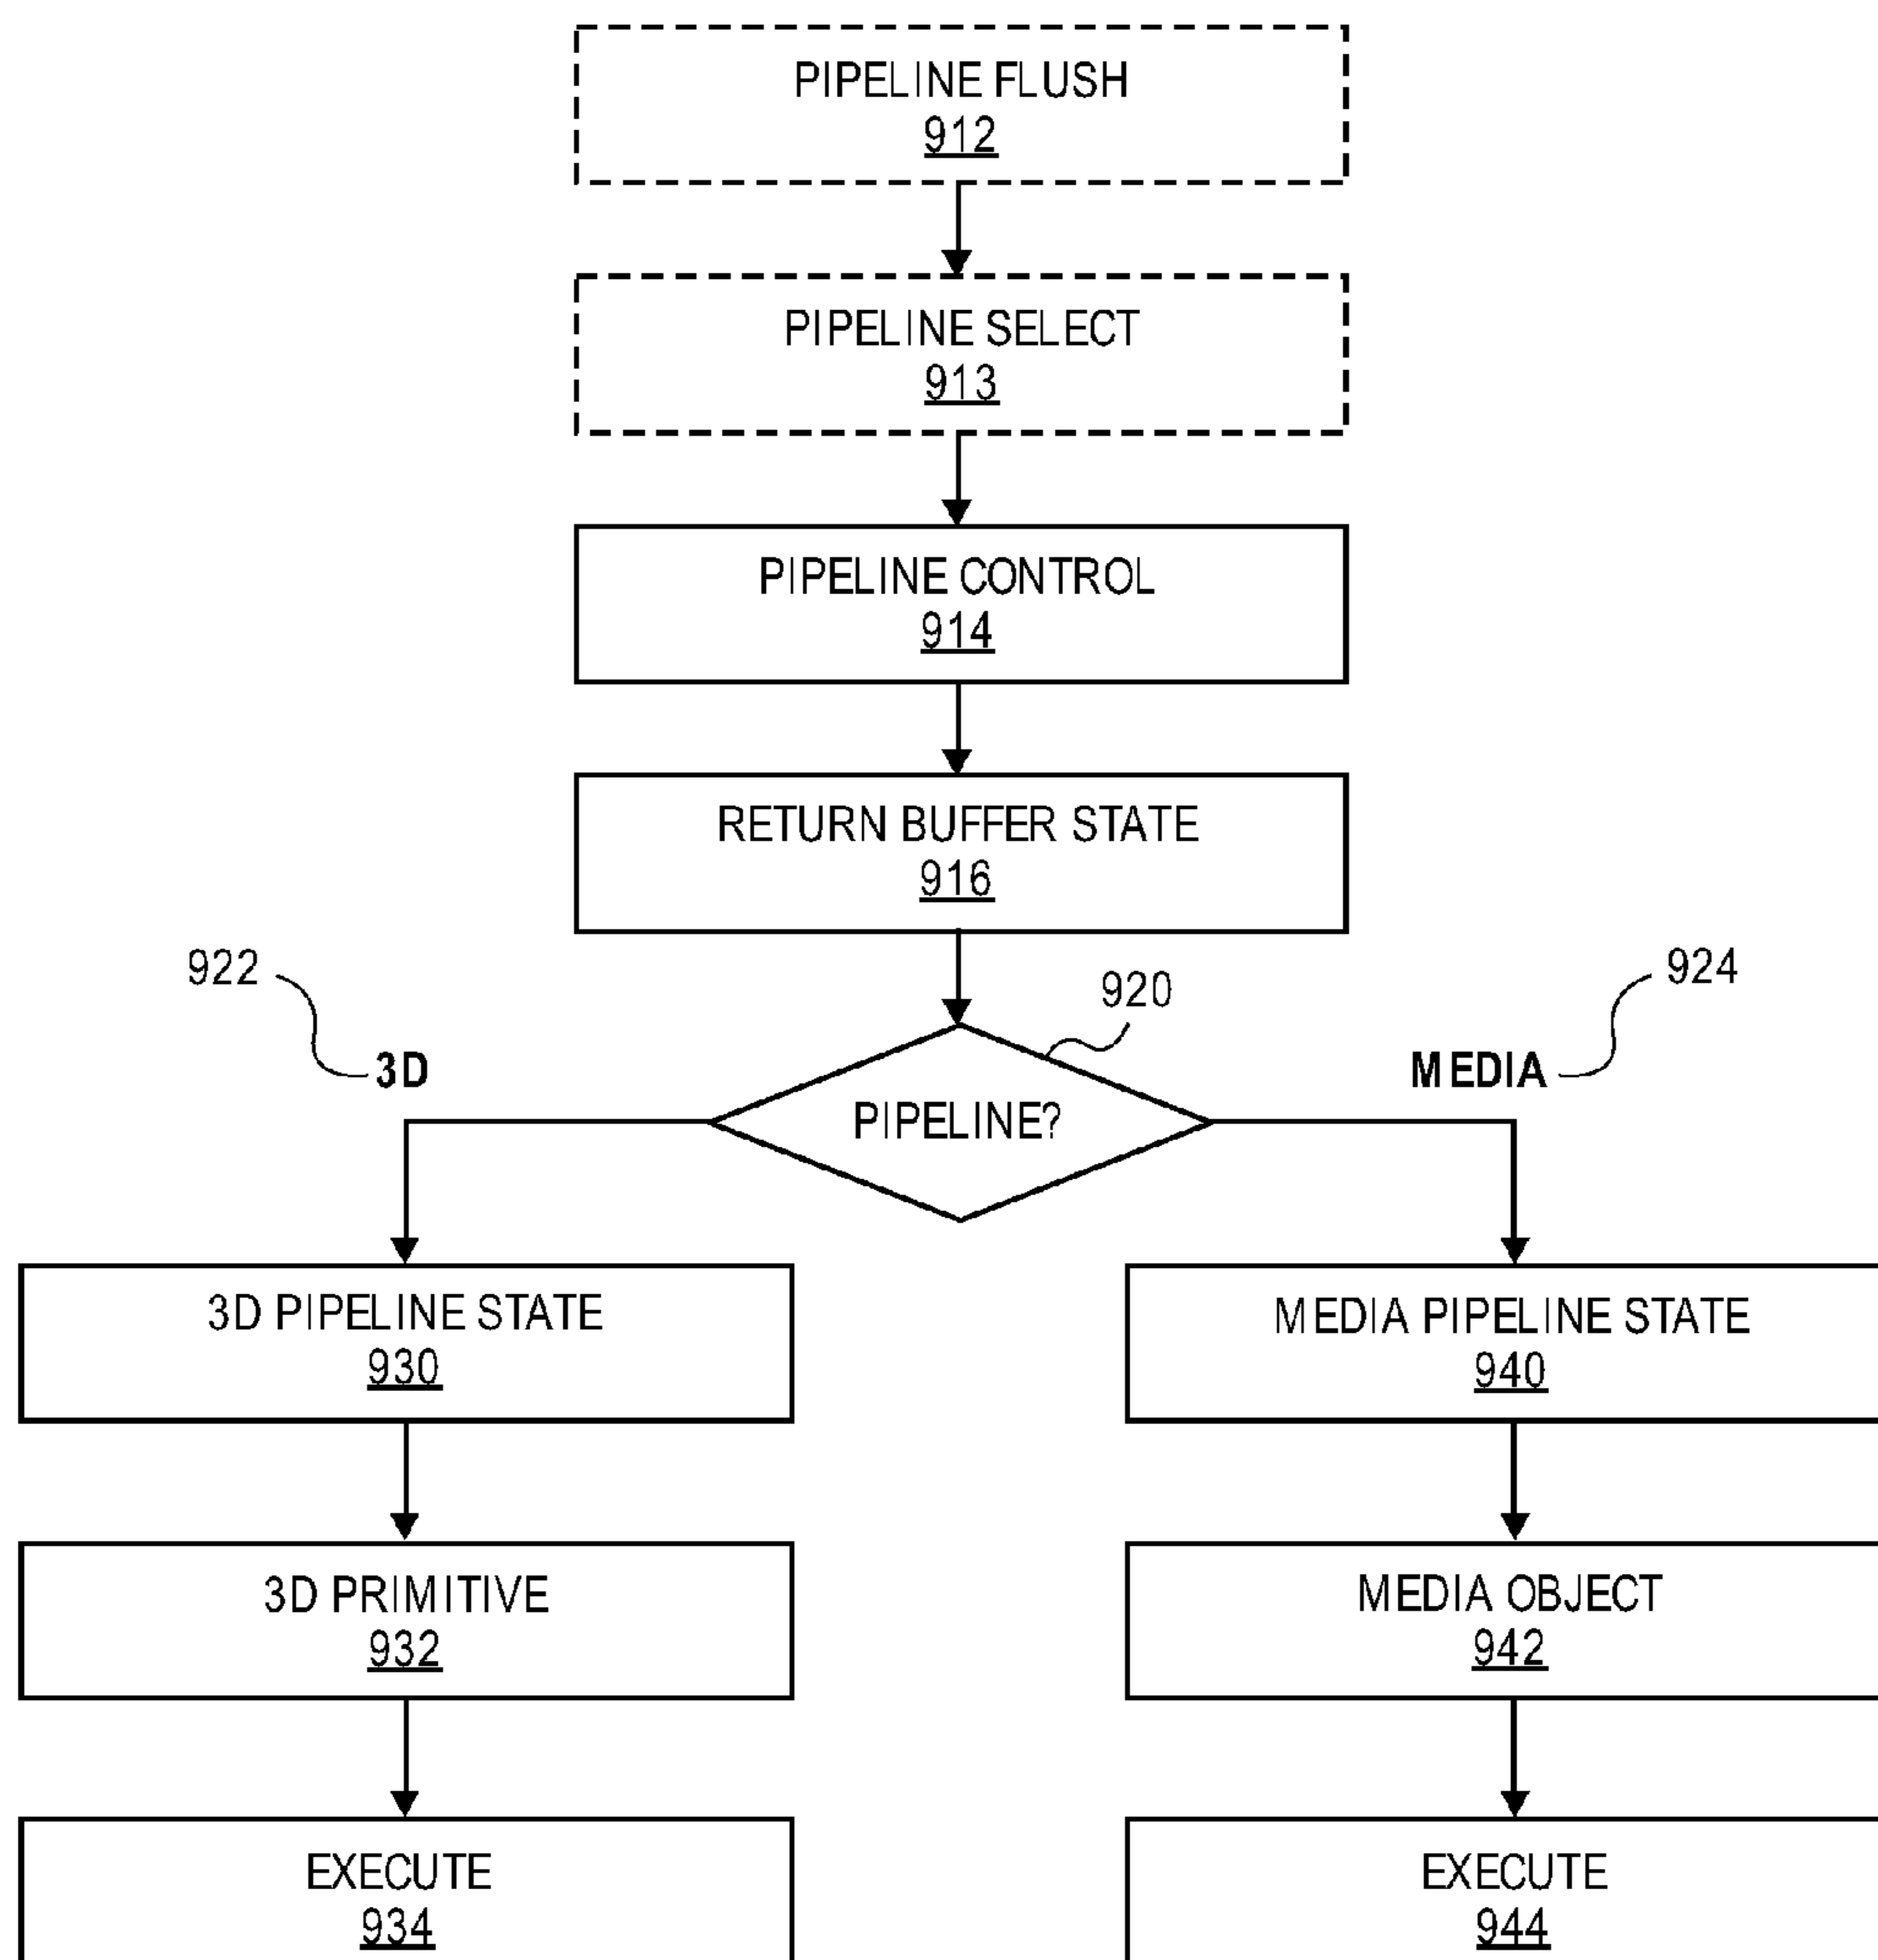 PIPELINE FLUSH
912
PIPELINE SELECT
913
PIPELINE CONTROL
914
RETURN BUFFER STATE
916
922
920
924
3D
MEDIA
PIPELINE?
3D PIPELINE STATE
930
MEDIA PIPELINE STATE
940
3D PRIMITIVE
932
MEDIA OBJECT
942
EXECUTE
934
EXECUTE
944